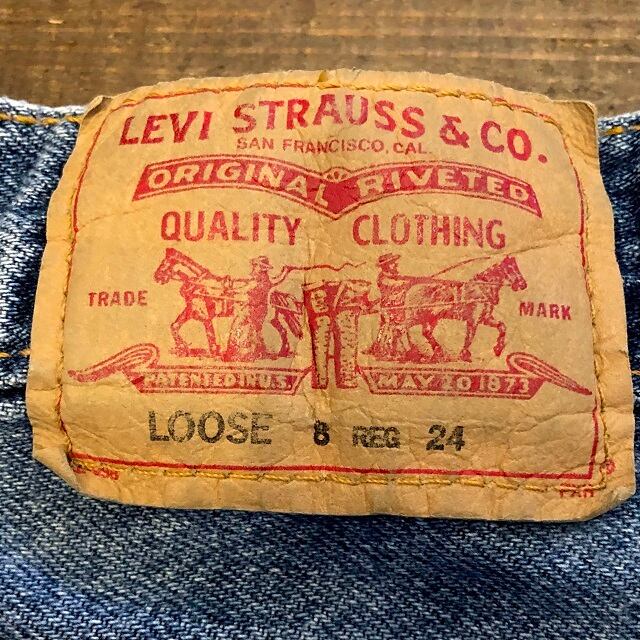 LEVI STRAUSS & CO.
SAN FRANCISCO, CAL.
ORIGINAL RIVETED
QUALITY CLOTHING
TRADE MARK
PATENTED IN U.S. MAY 20 1873
LOOSE 8 REG 24